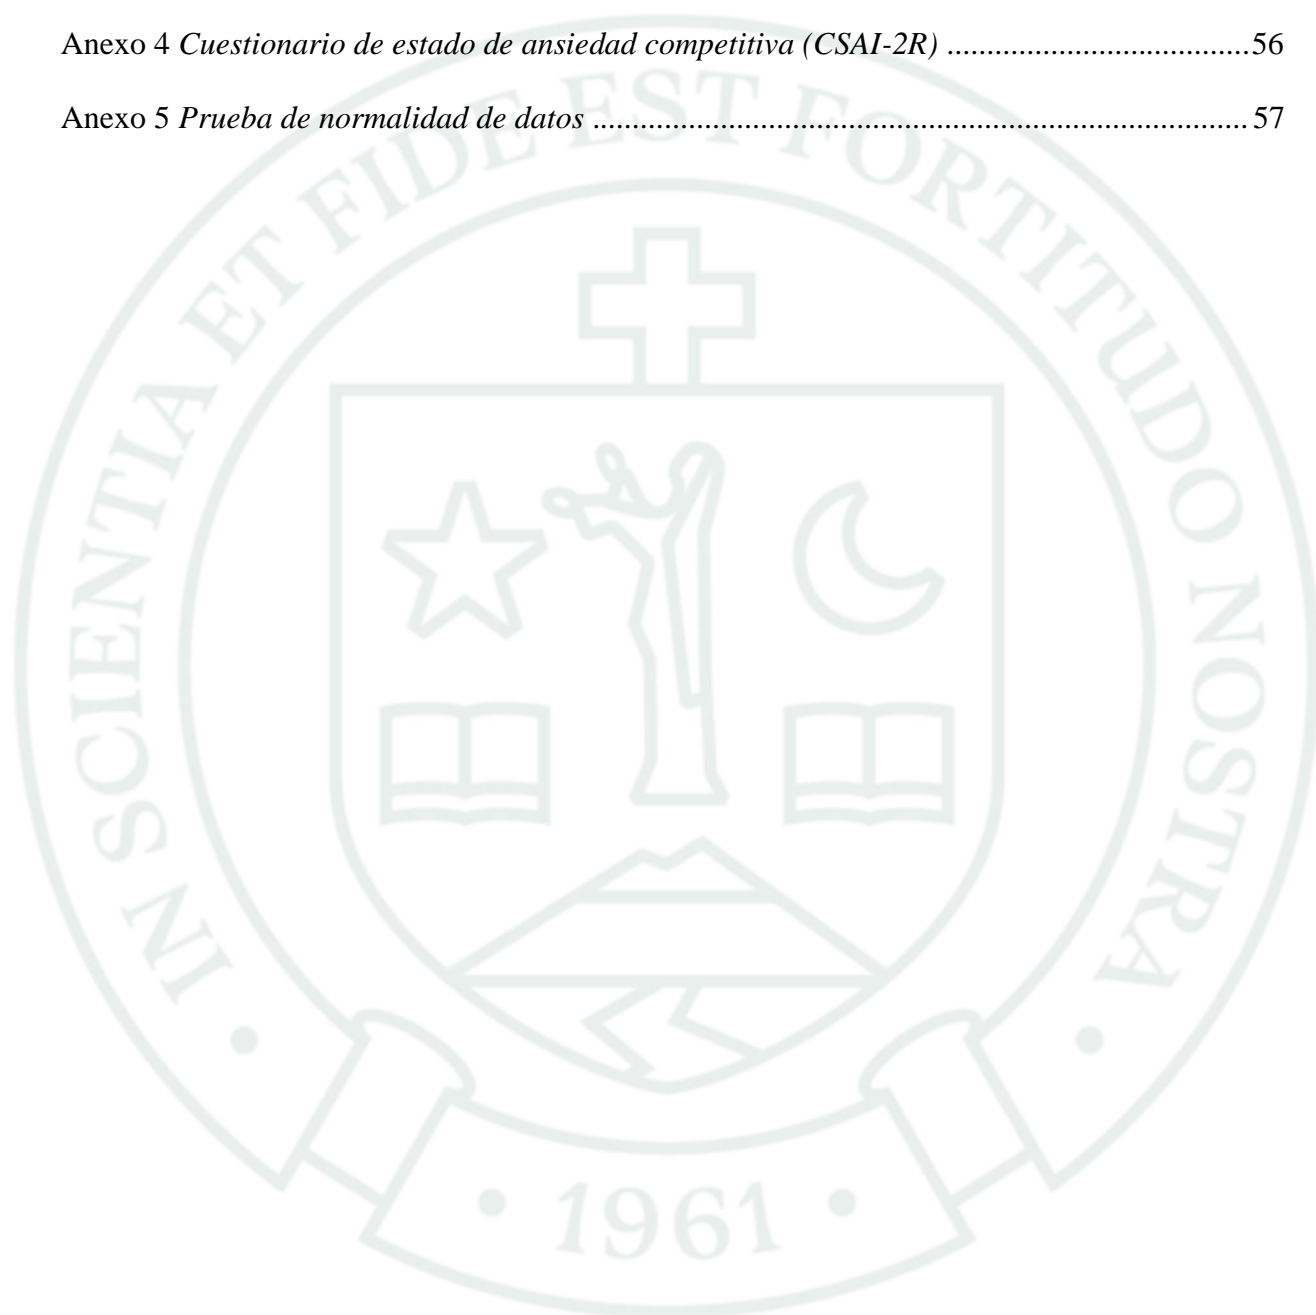 Anexo 4 Cuestionario de estado de ansiedad competitiva (CSAI-2R) ......................................56
Anexo 5 Prueba de normalidad de datos ................................................................................. 57
IN SCIENTIA ET FIDE EST FORTITUDO NOSTRA
• 1961 •